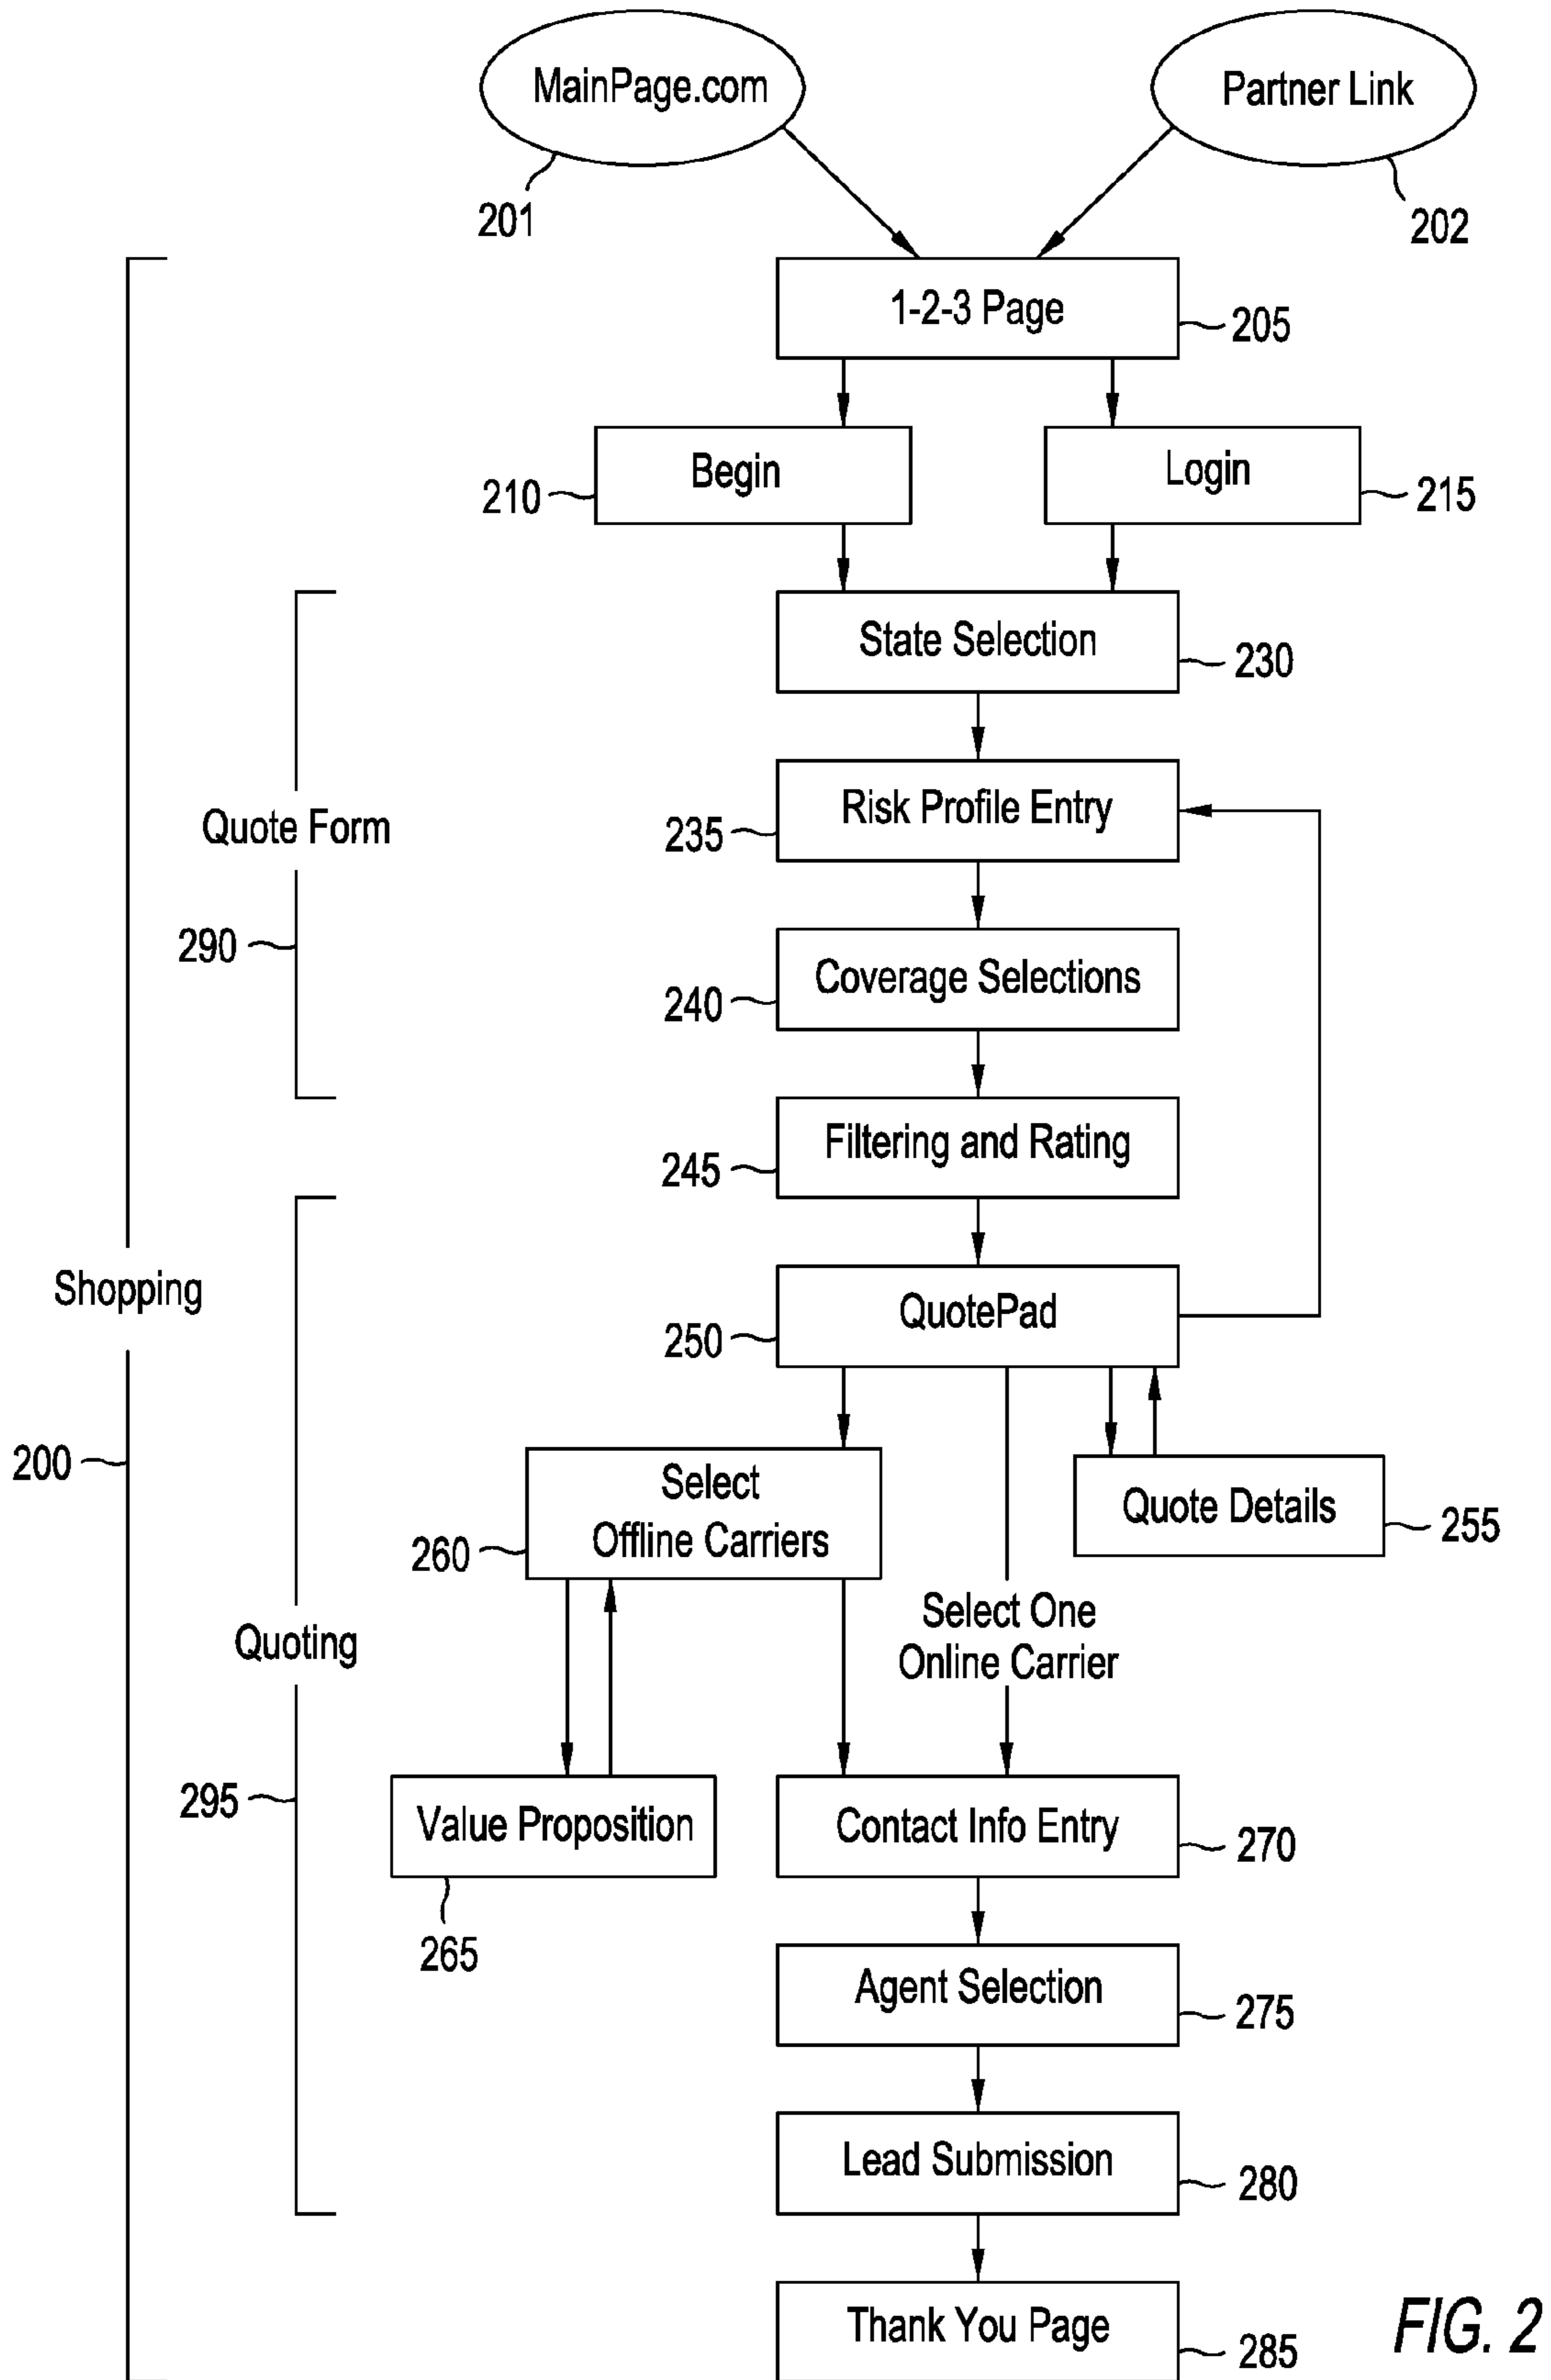 MainPage.com
Partner Link
201
202
1-2-3 Page
205
Begin
Login
210
215
State Selection
230
Risk Profile Entry
235
Quote Form
290
Coverage Selections
240
Filtering and Rating
245
Shopping
QuotePad
250
200
Select
Offline Carriers
260
Quote Details
255
Select One
Online Carrier
Quoting
295
Value Proposition
265
Contact Info Entry
270
Agent Selection
275
Lead Submission
280
Thank You Page
285
FIG. 2